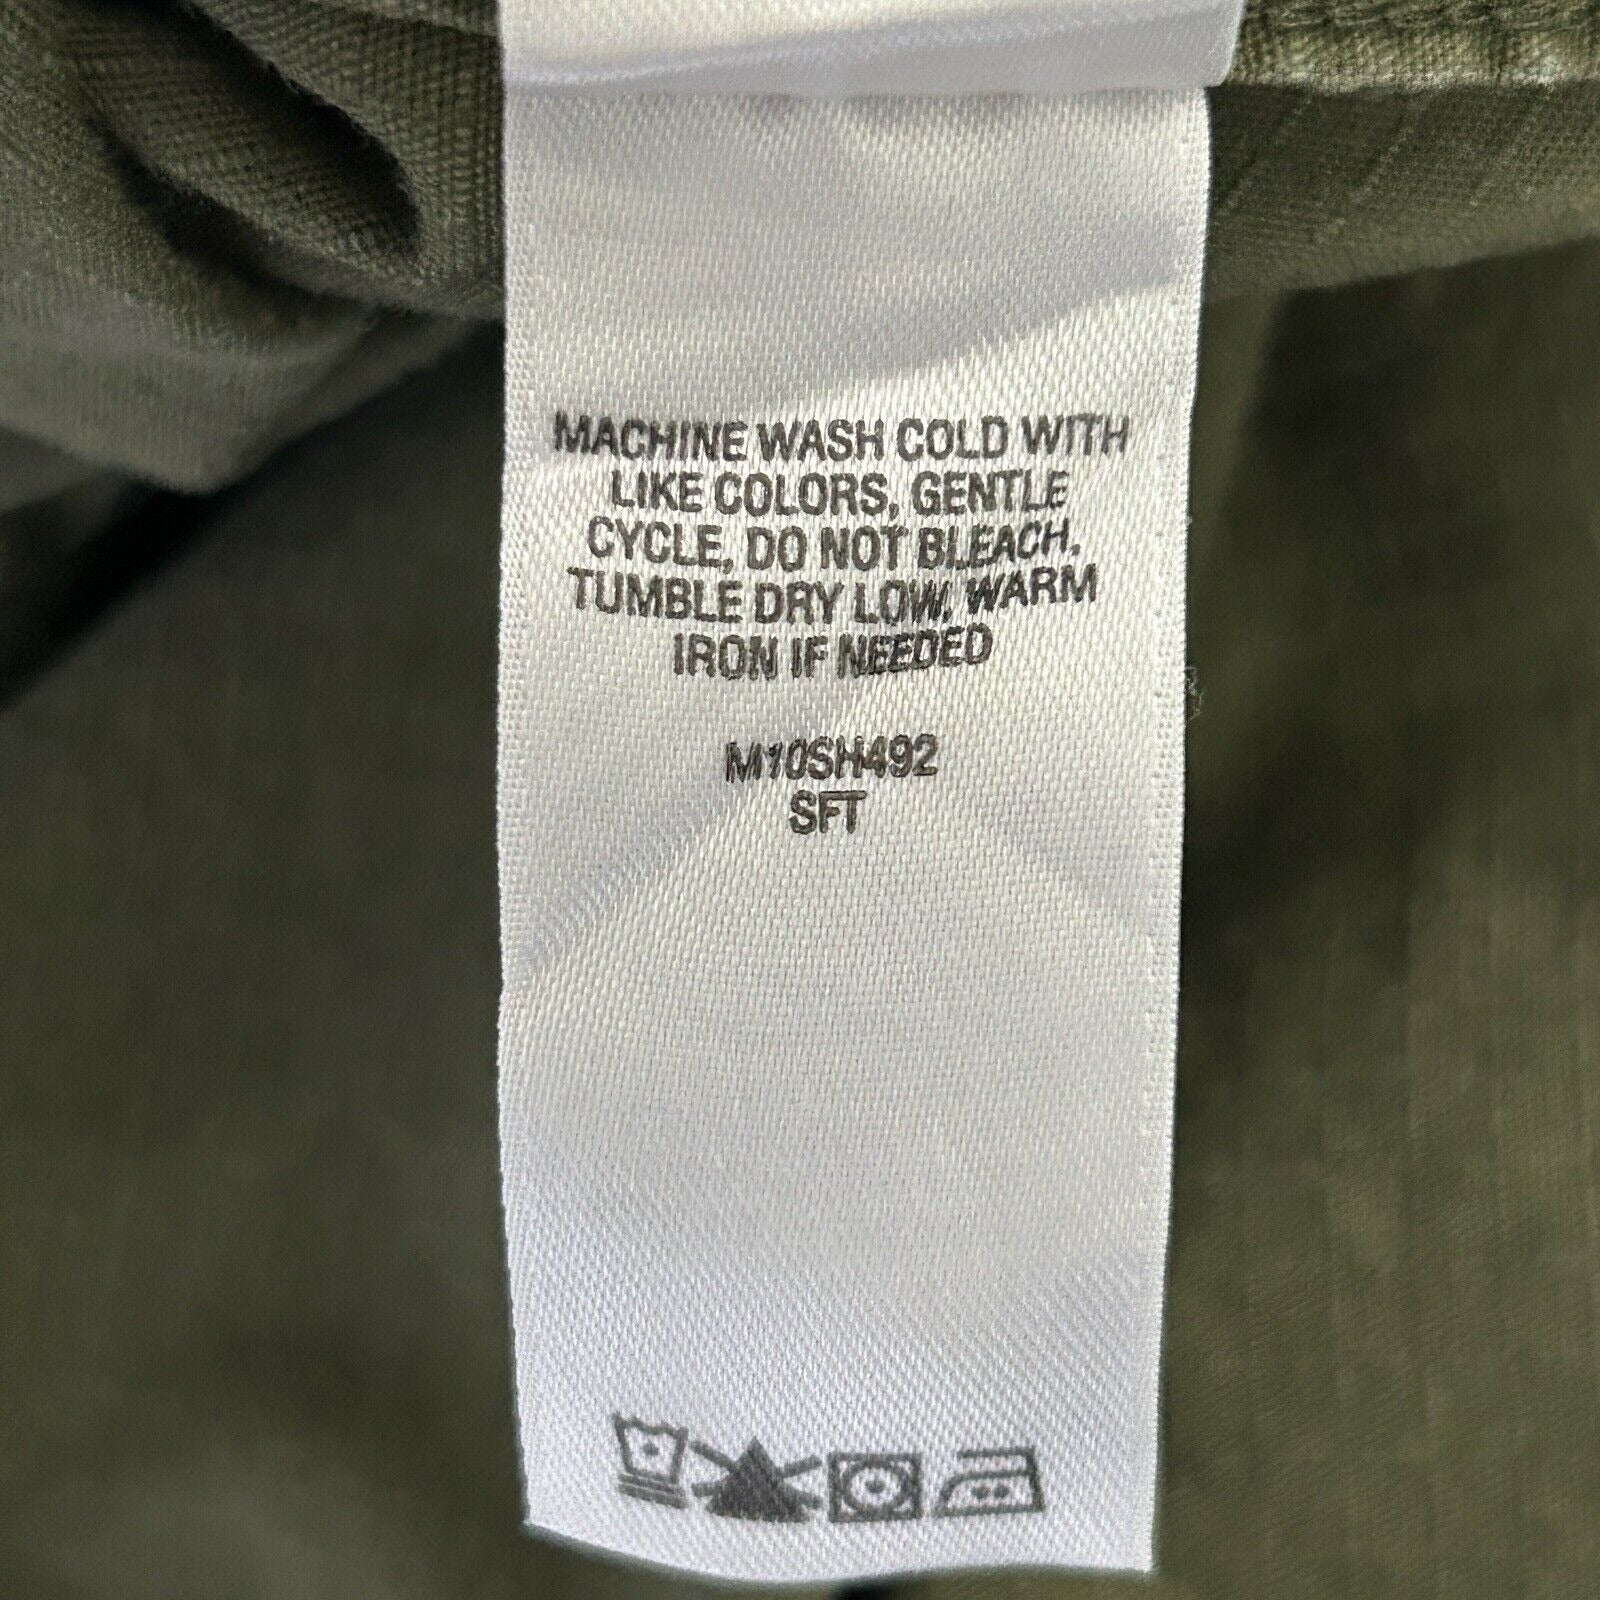 MACHINE WASH COLD WITH
LIKE COLORS, GENTLE
CYCLE, DO NOT BLEACH,
TUMBLE DRY LOW, WARM
IRON IF NEEDED
M10SH492
SFT